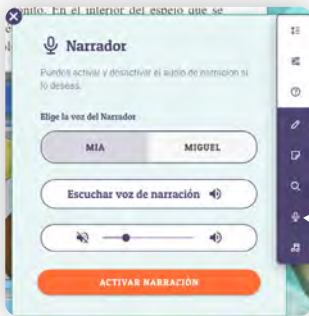 onito. En el interior del espejo que se
Narrador
Puedes activar y desactivar el audio de narracion si
lo deseas.
Elige la voz del Narrador
MIA MIGUEL
Escuchar voz de narración
ACTIVAR NARRACIÓN